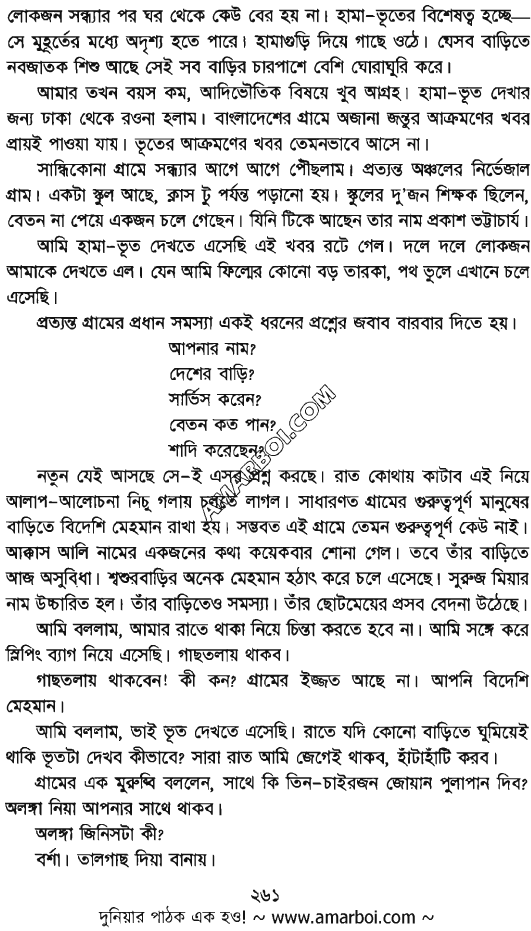 লোকজন সন্ধ্যার পর ঘর থেকে কেউ বের হয় না। হামা-ভূতের বিশেষত্ব হচ্ছে—
সে মুহূর্তের মধ্যে অদৃশ্য হতে পারে। হামাগুড়ি দিয়ে গাছে ওঠে। যেসব বাড়িতে
নবজাতক শিশু আছে সেই সব বাড়ির চারপাশে বেশি ঘোরাঘুরি করে।
আমার তখন বয়স কম, আদিভৌতিক বিষয়ে খুব আগ্রহ। হামা-ভূত দেখার
জন্য ঢাকা থেকে রওনা হলাম। বাংলাদেশের গ্রামে অজানা জন্তুর আক্রমণের খবর
প্রায়ই পাওয়া যায়। ভূতের আক্রমণের খবর তেমনভাবে আসে না।
সান্ধিকোনা গ্রামে সন্ধ্যার আগে আগে পৌঁছলাম। প্রত্যন্ত অঞ্চলের নির্ভেজাল
গ্রাম। একটা স্কুল আছে, ক্লাস টু পর্যন্ত পড়ানো হয়। স্কুলের দু'জন শিক্ষক ছিলেন,
বেতন না পেয়ে একজন চলে গেছেন। যিনি টিকে আছেন তার নাম প্রকাশ ভট্টাচার্য।
আমি হামা-ভূত দেখতে এসেছি এই খবর রটে গেল। দলে দলে লোকজন
আমাকে দেখতে এল। যেন আমি ফিল্মের কোনো বড় তারকা, পথ ভুলে এখানে চলে
এসেছি।
প্রত্যন্ত গ্রামের প্রধান সমস্যা একই ধরনের প্রশ্নের জবাব বারবার দিতে হয়।
আপনার নাম?
দেশের বাড়ি?
সার্ভিস করেন?
বেতন কত পান?
শাদি করেছেন?
নতুন যেই আসছে সে-ই এসব প্রশ্ন করছে। রাত কোথায় কাটাব এই নিয়ে
আলাপ-আলোচনা নিচু গলায় চলতে লাগল। সাধারণত গ্রামের গুরুত্বপূর্ণ মানুষের
বাড়িতে বিদেশি মেহমান রাখা হয়। সম্ভবত এই গ্রামে তেমন গুরুত্বপূর্ণ কেউ নাই।
আক্কাস আলি নামের একজনের কথা কয়েকবার শোনা গেল। তবে তাঁর বাড়িতে
আজ অসুবিধা। শ্বশুরবাড়ির অনেক মেহমান হঠাৎ করে চলে এসেছে। সুরুজ মিয়ার
নাম উচ্চারিত হল। তাঁর বাড়িতেও সমস্যা। তাঁর ছোটমেয়ের প্রসব বেদনা উঠেছে।
আমি বললাম, আমার রাতে থাকা নিয়ে চিন্তা করতে হবে না। আমি সঙ্গে করে
স্লিপিং ব্যাগ নিয়ে এসেছি। গাছতলায় থাকব।
গাছতলায় থাকবেন! কী কন? গ্রামের ইজ্জত আছে না। আপনি বিদেশি
মেহমান।
আমি বললাম, ভাই ভূত দেখতে এসেছি। রাতে যদি কোনো বাড়িতে ঘুমিয়েই
থাকি ভূতটা দেখব কীভাবে? সারা রাত আমি জেগেই থাকব, হাঁটাহাঁটি করব।
গ্রামের এক মুরুব্বি বললেন, সাথে কি তিন-চাইরজন জোয়ান পুলাপান দিব?
অলঙ্গা নিয়া আপনার সাথে থাকব।
অলঙ্গা জিনিসটা কী?
বর্শা। তালগাছ দিয়া বানায়।
AMARBOI.COM
২৬১
দুনিয়ার পাঠক এক হও! ~ www.amarboi.com ~